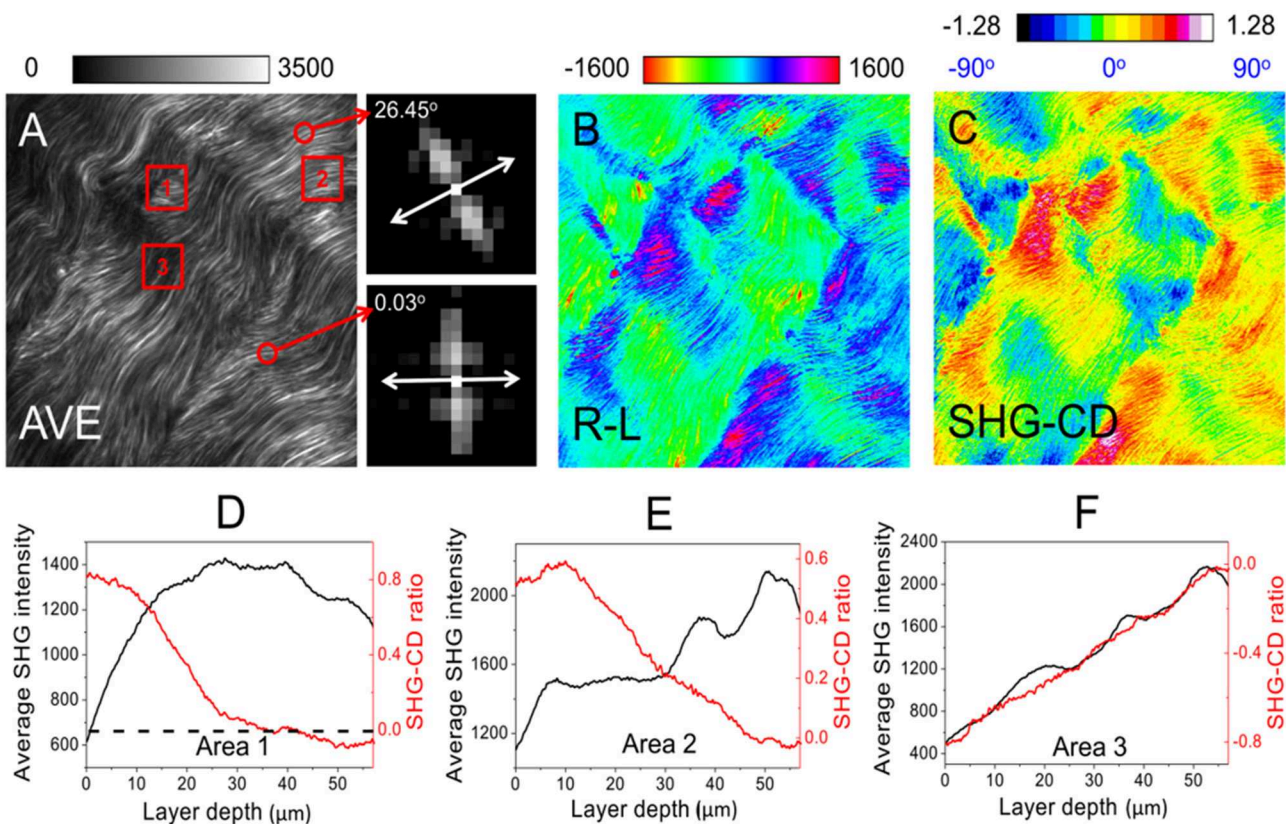 -1.28 1.28
0 3500 -1600 1600 -90° 0° 90°
A 26.45° B C
1 2
3
0.03°
AVE R-L SHG-CD
D E F
Average SHG intensity
1400
1200
1000
800
600
0.8
0.4
0.0
SHG-CD ratio
Area 1
0 10 20 30 40 50
Layer depth (μm)
Average SHG intensity
2100
1800
1500
1200
0.6
0.4
0.2
0.0
SHG-CD ratio
Area 2
0 10 20 30 40 50
Layer depth (μm)
Average SHG intensity
2400
2000
1600
1200
800
400
0.0
-0.4
-0.8
SHG-CD ratio
Area 3
0 10 20 30 40 50
Layer depth (μm)